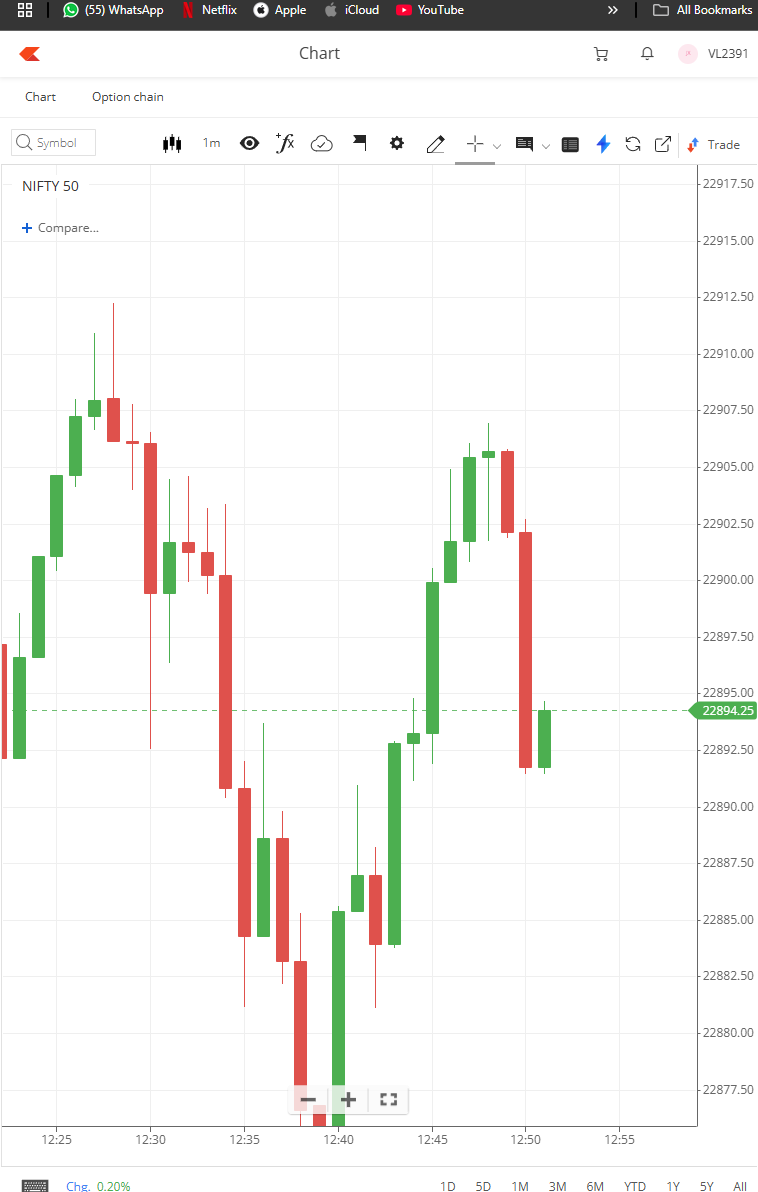 (55) WhatsApp Netflix Apple iCloud YouTube » All Bookmarks
Chart VL2391
Chart Option chain
Symbol 1m Trade
NIFTY 50
+ Compare...
22917.50
22915.00
22912.50
22910.00
22907.50
22905.00
22902.50
22900.00
22897.50
22895.00
22894.25
22892.50
22890.00
22887.50
22885.00
22882.50
22880.00
22877.50
12:25 12:30 12:35 12:40 12:45 12:50 12:55
Chg. 0.20% 1D 5D 1M 3M 6M YTD 1Y 5Y All